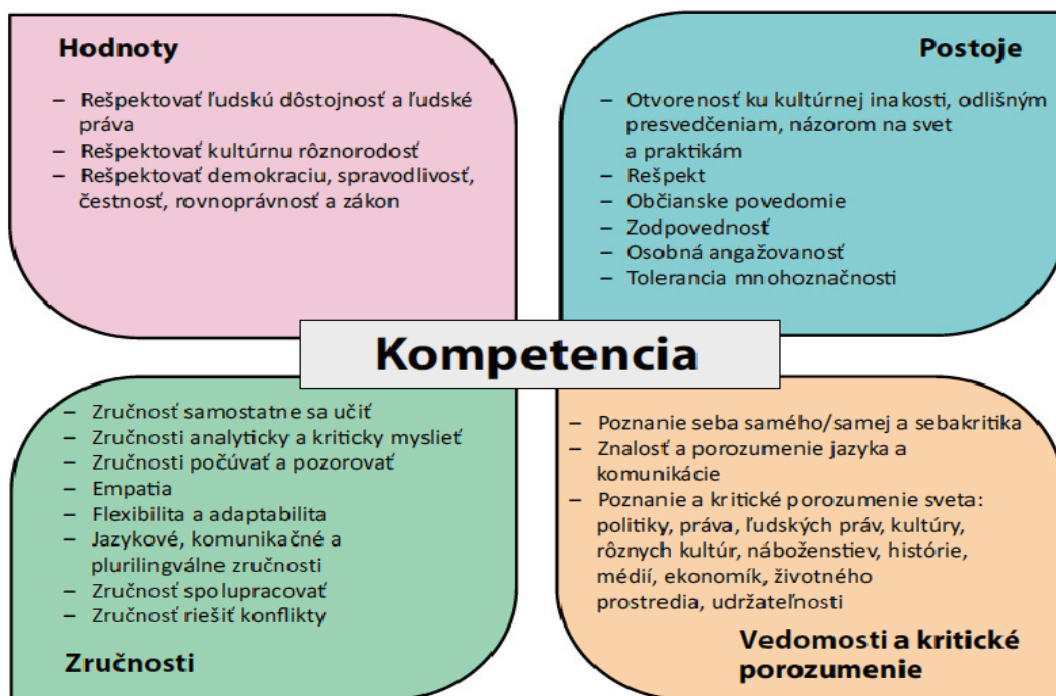 Hodnoty
– Rešpektovať ľudskú dôstojnosť a ľudské
práva
– Rešpektovať kultúrnu rôznorodosť
– Rešpektovať demokraciu, spravodlivosť,
čestnosť, rovnoprávnosť a zákon
Postoje
– Otvorenosť ku kultúrnej inakosti, odlišným
presvedčeniam, názorom na svet
a praktikám
– Rešpekt
– Občianske povedomie
– Zodpovednosť
– Osobná angažovanosť
– Tolerancia mnohoznačnosti
Kompetencia
– Zručnosť samostatne sa učiť
– Zručnosti analyticky a kriticky myslieť
– Zručnosti počúvať a pozorovať
– Empatia
– Flexibilita a adaptabilita
– Jazykové, komunikačné a
plurilingválne zručnosti
– Zručnosť spolupracovať
– Zručnosť riešiť konflikty
Zručnosti
– Poznanie seba samého/samej a sebakritika
– Znalosť a porozumenie jazyka a
komunikácie
– Poznanie a kritické porozumenie sveta:
politiky, práva, ľudských práv, kultúry,
rôznych kultúr, náboženstiev, histórie,
médií, ekonomík, životného
prostredia, udržateľnosti
Vedomosti a kritické
porozumenie